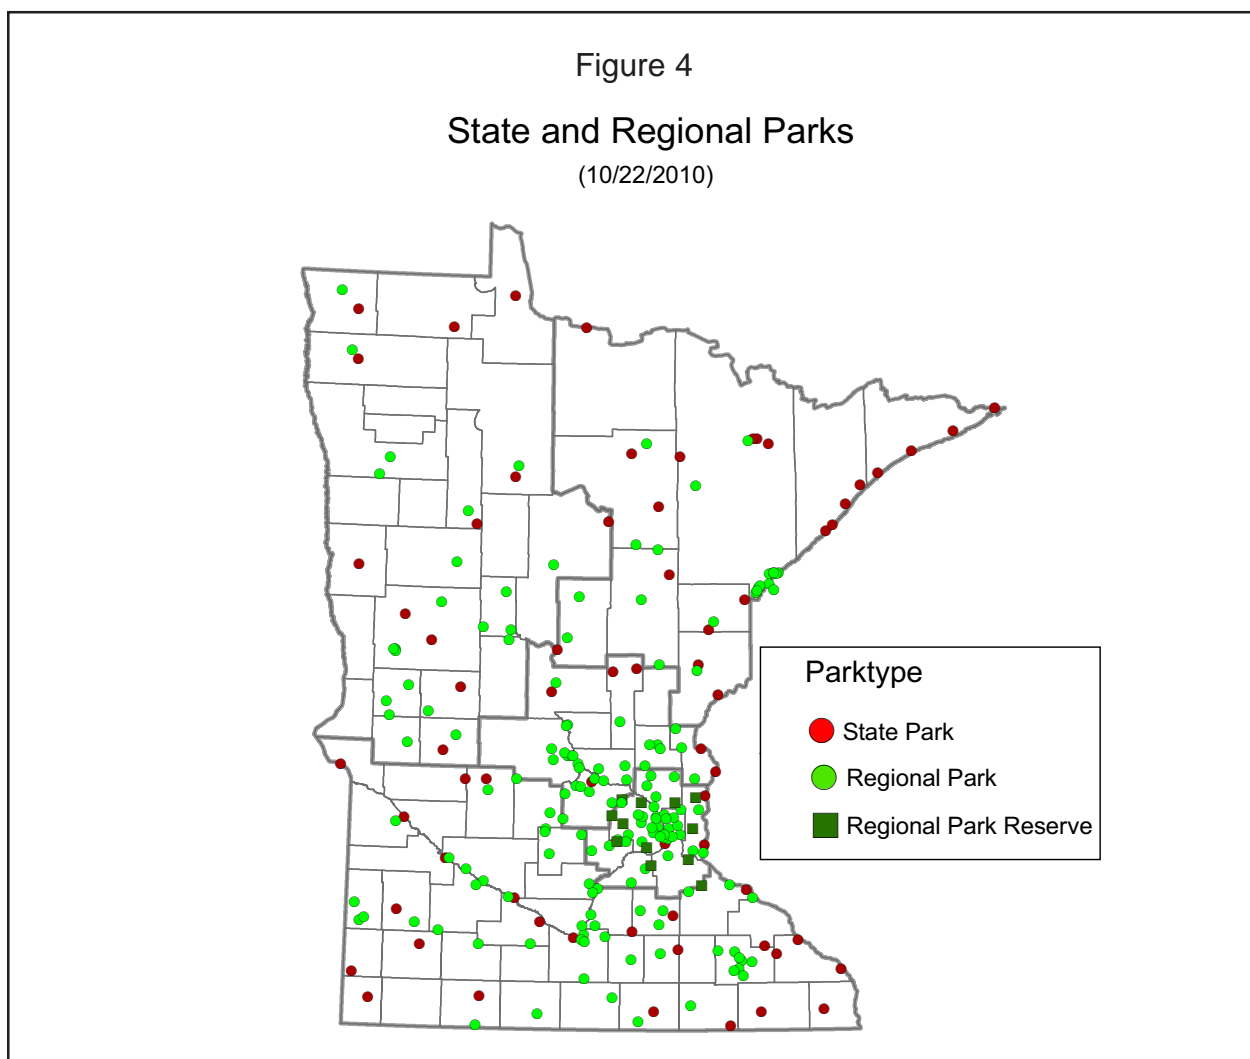 Figure 4
State and Regional Parks
(10/22/2010)
Parktype
State Park
Regional Park
Regional Park Reserve